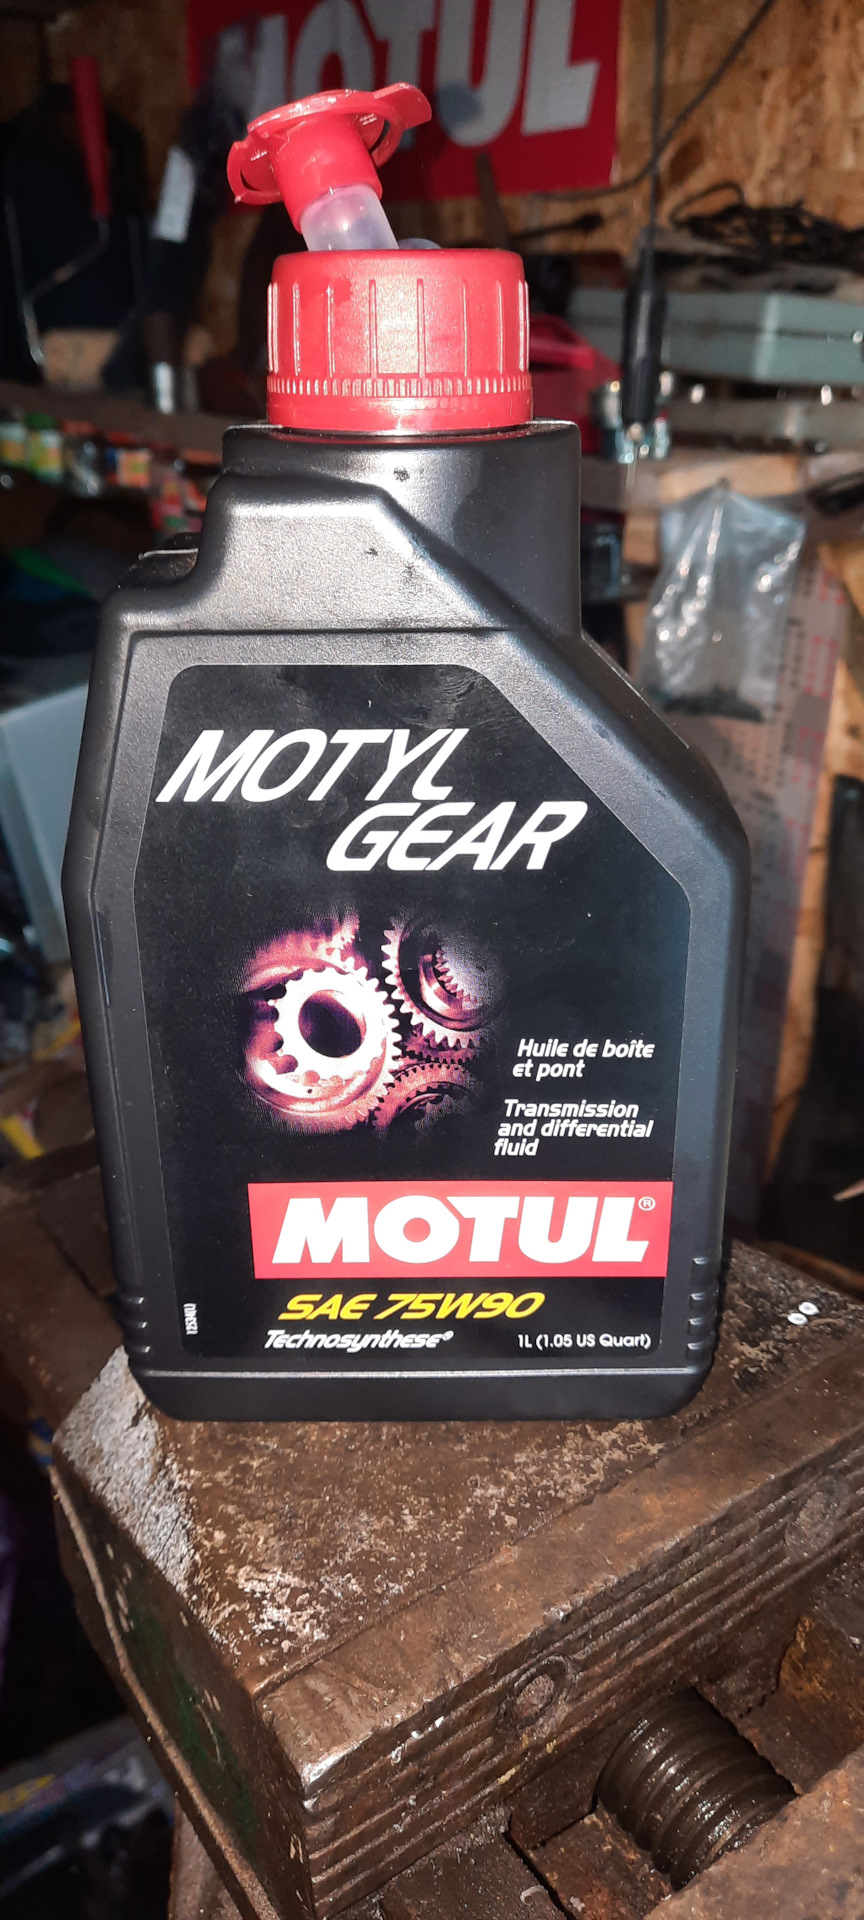 MOTUL
MOTYL
GEAR
Huile de boîte
et pont
Transmission
and differential
fluid
MOTUL®
SAE 75W90
Technosynthese®
1L (1.05 US Quart)